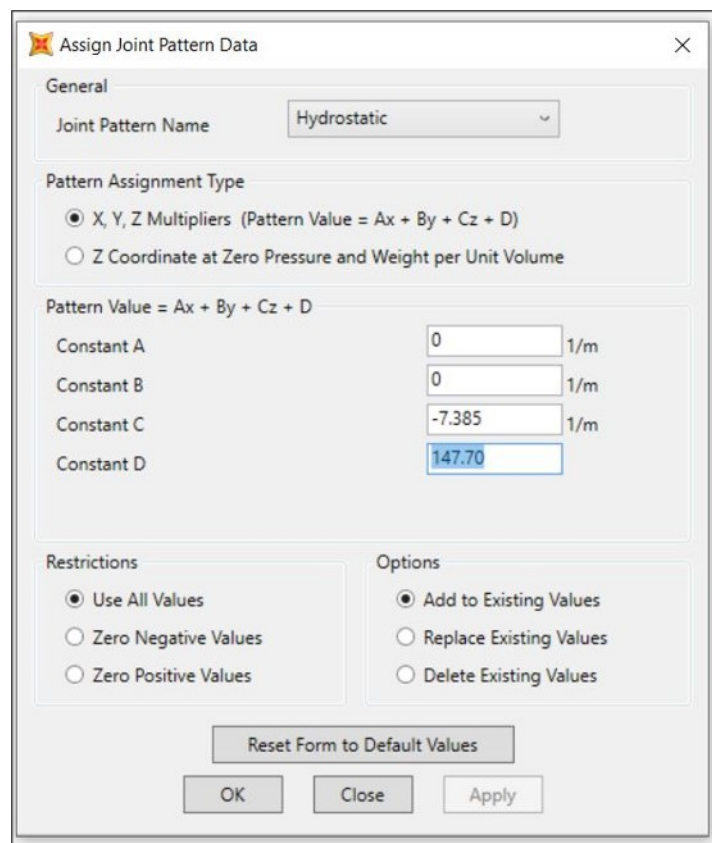 Assign Joint Pattern Data
General
Joint Pattern Name Hydrostatic
Pattern Assignment Type
X, Y, Z Multipliers (Pattern Value = Ax + By + Cz + D)
Z Coordinate at Zero Pressure and Weight per Unit Volume
Pattern Value = Ax + By + Cz + D
Constant A 0 1/m
Constant B 0 1/m
Constant C -7.385 1/m
Constant D 147.70
Restrictions
Use All Values
Zero Negative Values
Zero Positive Values
Options
Add to Existing Values
Replace Existing Values
Delete Existing Values
Reset Form to Default Values
OK Close Apply